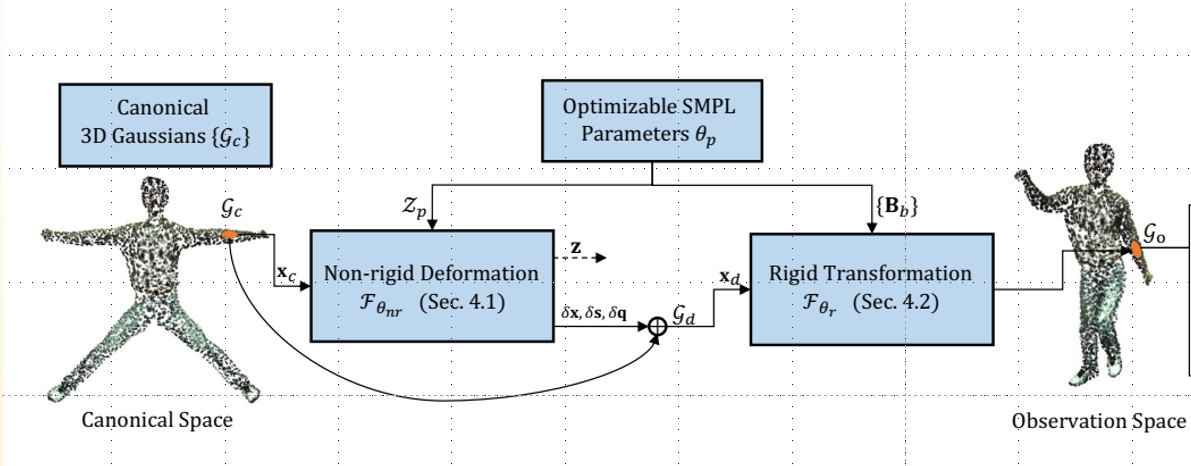 Canonical
3D Gaussians {𝒢c}
Optimizable SMPL
Parameters θp
𝒢c
𝒵p
{Bb}
𝒢o
xc
Non-rigid Deformation
ℱθnr (Sec. 4.1)
z
δx, δs, δq
𝒢d
xd
Rigid Transformation
ℱθr (Sec. 4.2)
Canonical Space
Observation Space